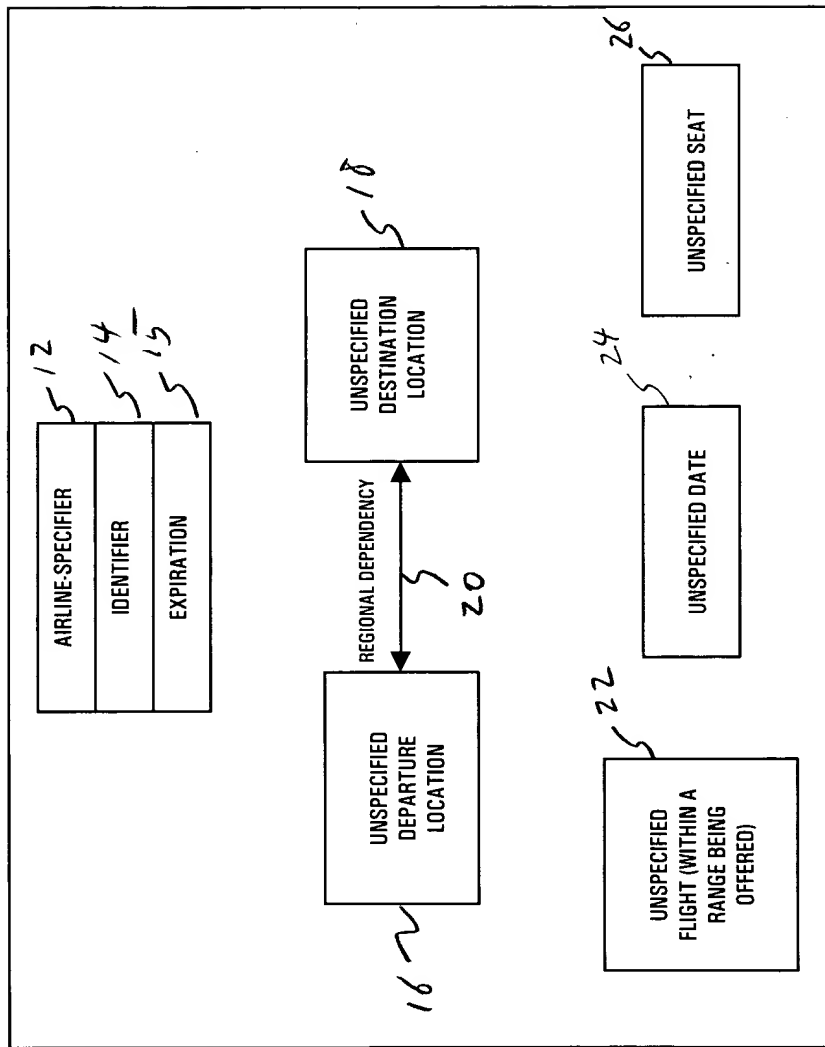 AIRLINE-SPECIFIER
12
IDENTIFIER
14
EXPIRATION
15
UNSPECIFIED
DEPARTURE
LOCATION
16
REGIONAL DEPENDENCY
20
UNSPECIFIED
DESTINATION
LOCATION
18
UNSPECIFIED
FLIGHT (WITHIN A
RANGE BEING
OFFERED)
22
UNSPECIFIED DATE
24
UNSPECIFIED SEAT
26